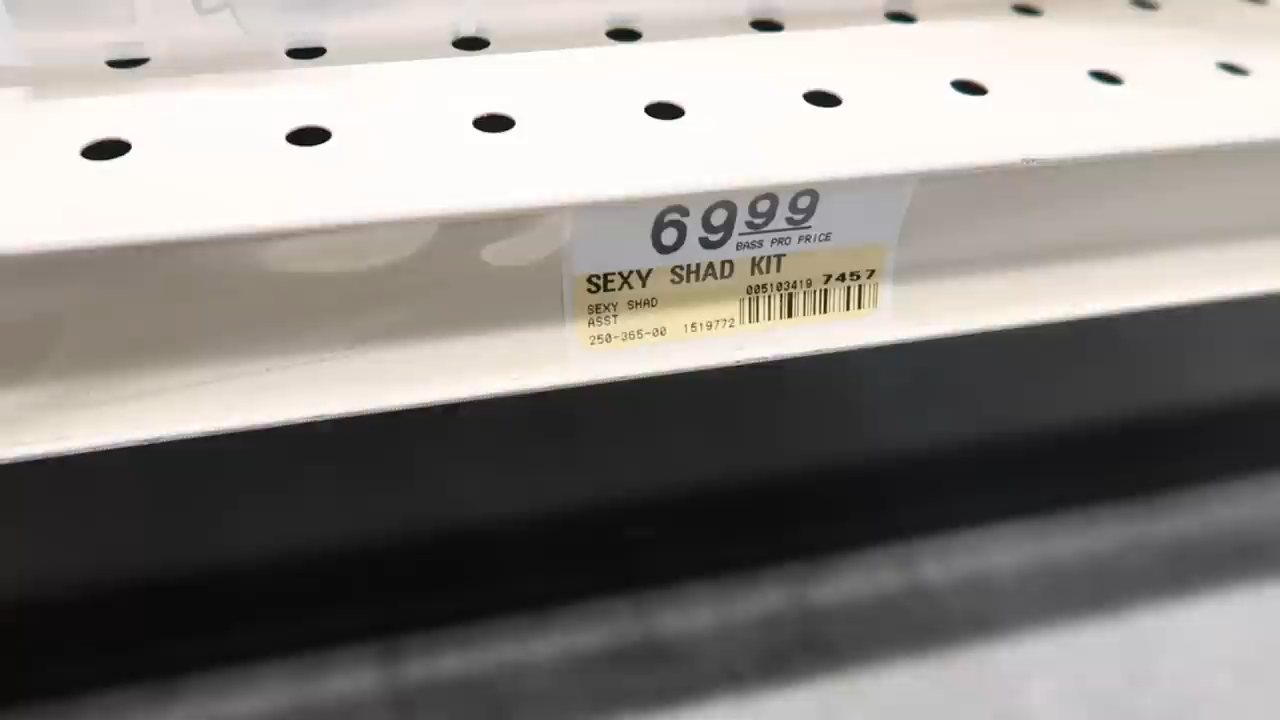 6999
BASS PRO PRICE
SEXY SHAD KIT
005103419 7457
SEXY SHAD
ASST
250-365-00 1519772